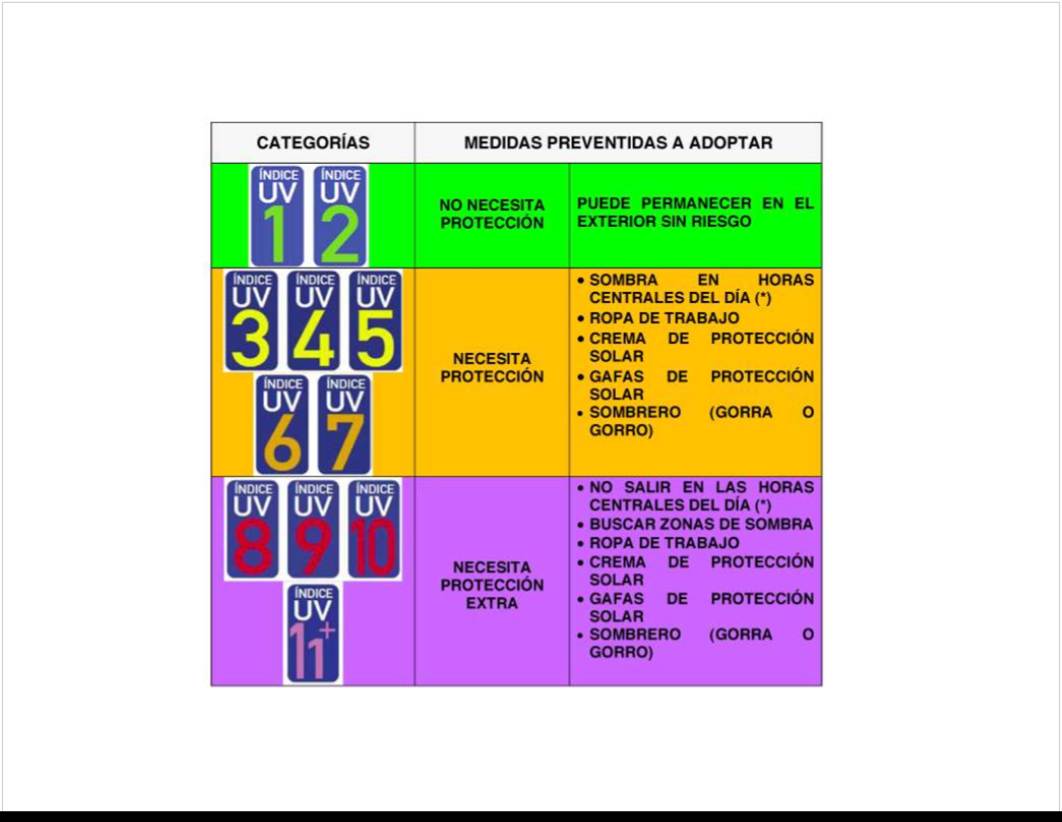 CATEGORÍAS
MEDIDAS PREVENTIDAS A ADOPTAR
ÍNDICE
UV
1
ÍNDICE
UV
2
NO NECESITA
PROTECCIÓN
PUEDE PERMANECER EN EL
EXTERIOR SIN RIESGO
ÍNDICE
UV
3
ÍNDICE
UV
4
ÍNDICE
UV
5
ÍNDICE
UV
6
ÍNDICE
UV
7
NECESITA
PROTECCIÓN
• SOMBRA EN HORAS
CENTRALES DEL DÍA (*)
• ROPA DE TRABAJO
• CREMA DE PROTECCIÓN
SOLAR
• GAFAS DE PROTECCIÓN
SOLAR
• SOMBRERO (GORRA O
GORRO)
ÍNDICE
UV
8
ÍNDICE
UV
9
ÍNDICE
UV
10
ÍNDICE
UV
11+
NECESITA
PROTECCIÓN
EXTRA
• NO SALIR EN LAS HORAS
CENTRALES DEL DÍA (*)
• BUSCAR ZONAS DE SOMBRA
• ROPA DE TRABAJO
• CREMA DE PROTECCIÓN
SOLAR
• GAFAS DE PROTECCIÓN
SOLAR
• SOMBRERO (GORRA O
GORRO)